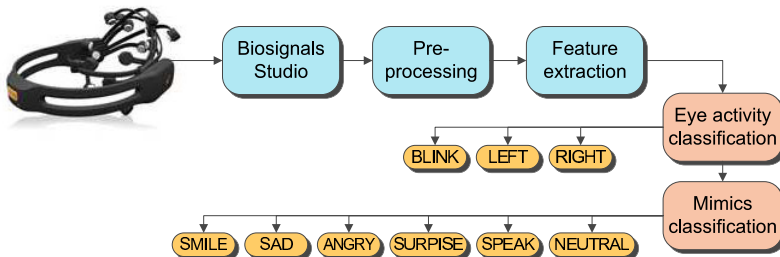 Biosignals
Studio
Pre-
processing
Feature
extraction
Eye activity
classification
BLINK
LEFT
RIGHT
Mimics
classification
SMILE
SAD
ANGRY
SURPISE
SPEAK
NEUTRAL